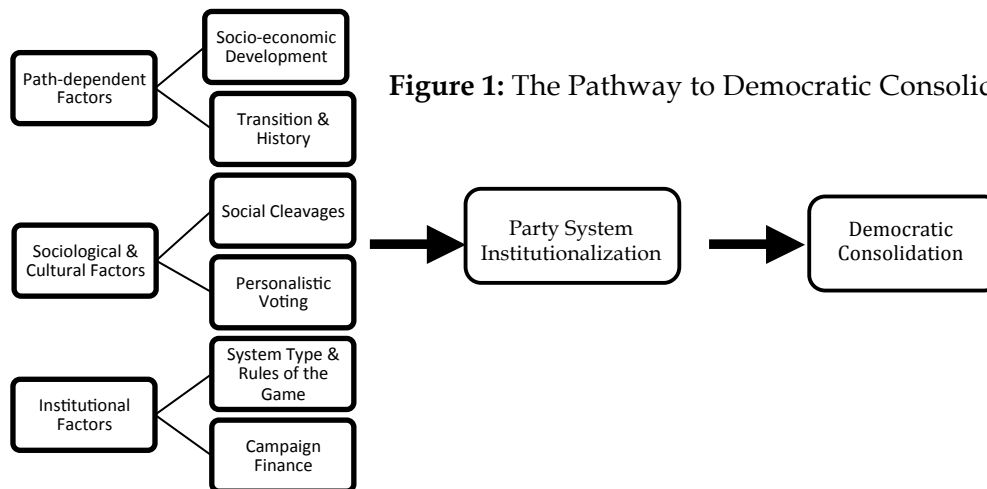 Socio-economic
Development
Path-dependent
Factors
Figure 1: The Pathway to Democratic Consolid
Transition &
History
Social Cleavages
Sociological &
Cultural Factors
Personalistic
Voting
System Type &
Rules of the
Game
Institutional
Factors
Campaign
Finance
Party System
Institutionalization
Democratic
Consolidation